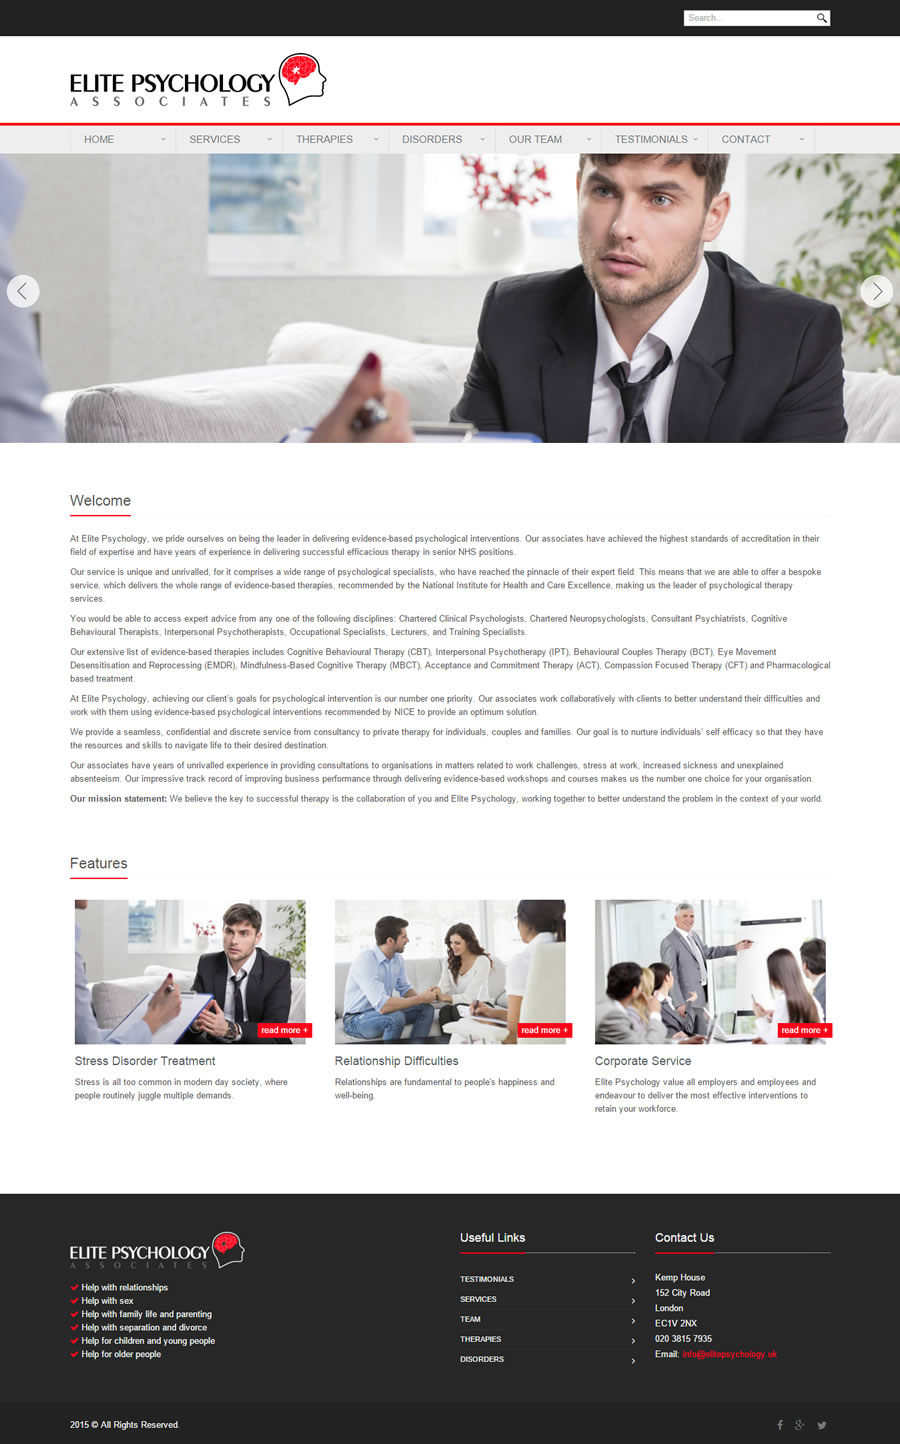 Search...
ELITE PSYCHOLOGY
ASSOCIATES
HOME SERVICES THERAPIES DISORDERS OUR TEAM TESTIMONIALS CONTACT
Welcome
At Elite Psychology, we pride ourselves on being the leader in delivering evidence-based psychological interventions. Our associates have achieved the highest standards of accreditation in their
field of expertise and have years of experience in delivering successful efficacious therapy in senior NHS positions.
Our service is unique and unrivalled, for it comprises a wide range of psychological specialists, who have reached the pinnacle of their expert field. This means that we are able to offer a bespoke
service, which delivers the whole range of evidence-based therapies, recommended by the National Institute for Health and Care Excellence, making us the leader of psychological therapy
services.
You would be able to access expert advice from any one of the following disciplines: Chartered Clinical Psychologists, Chartered Neuropsychologists, Consultant Psychiatrists, Cognitive
Behavioural Therapists, Interpersonal Psychotherapists, Occupational Specialists, Lecturers, and Training Specialists.
Our extensive list of evidence-based therapies includes Cognitive Behavioural Therapy (CBT), Interpersonal Psychotherapy (IPT), Behavioural Couples Therapy (BCT), Eye Movement
Desensitisation and Reprocessing (EMDR), Mindfulness-Based Cognitive Therapy (MBCT), Acceptance and Commitment Therapy (ACT), Compassion Focused Therapy (CFT) and Pharmacological
based treatment.
At Elite Psychology, achieving our client's goals for psychological intervention is our number one priority. Our associates work collaboratively with clients to better understand their difficulties and
work with them using evidence-based psychological interventions recommended by NICE to provide an optimum solution.
We provide a seamless, confidential and discrete service from consultancy to private therapy for individuals, couples and families. Our goal is to nurture individuals' self efficacy so that they have
the resources and skills to navigate life to their desired destination.
Our associates have years of unrivalled experience in providing consultations to organisations in matters related to work challenges, stress at work, increased sickness and unexplained
absenteeism. Our impressive track record of improving business performance through delivering evidence-based workshops and courses makes us the number one choice for your organisation.
Our mission statement: We believe the key to successful therapy is the collaboration of you and Elite Psychology, working together to better understand the problem in the context of your world.
Features
read more +
Stress Disorder Treatment
Stress is all too common in modern day society, where
people routinely juggle multiple demands.
read more +
Relationship Difficulties
Relationships are fundamental to people's happiness and
well-being.
read more +
Corporate Service
Elite Psychology value all employers and employees and
endeavour to deliver the most effective interventions to
retain your workforce.
ELITE PSYCHOLOGY
ASSOCIATES
Help with relationships
Help with sex
Help with family life and parenting
Help with separation and divorce
Help for children and young people
Help for older people
Useful Links
TESTIMONIALS
SERVICES
TEAM
THERAPIES
DISORDERS
Contact Us
Kemp House
152 City Road
London
EC1V 2NX
020 3815 7935
Email: info@elitepsychology.uk
2015 © All Rights Reserved.